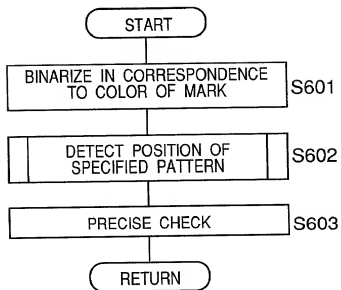 START
BINARIZE IN CORRESPONDENCE
TO COLOR OF MARK
S601
DETECT POSITION OF
SPECIFIED PATTERN
S602
PRECISE CHECK
S603
RETURN